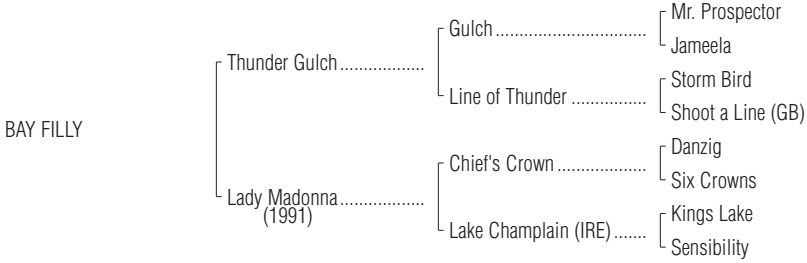 Mr. Prospector
Gulch..............................
Jameela
Thunder Gulch.................
Storm Bird
Line of Thunder ...............
Shoot a Line (GB)
BAY FILLY
Danzig
Chief's Crown ..................
Six Crowns
Lady Madonna.................
(1991)
Kings Lake
Lake Champlain (IRE).......
Sensibility